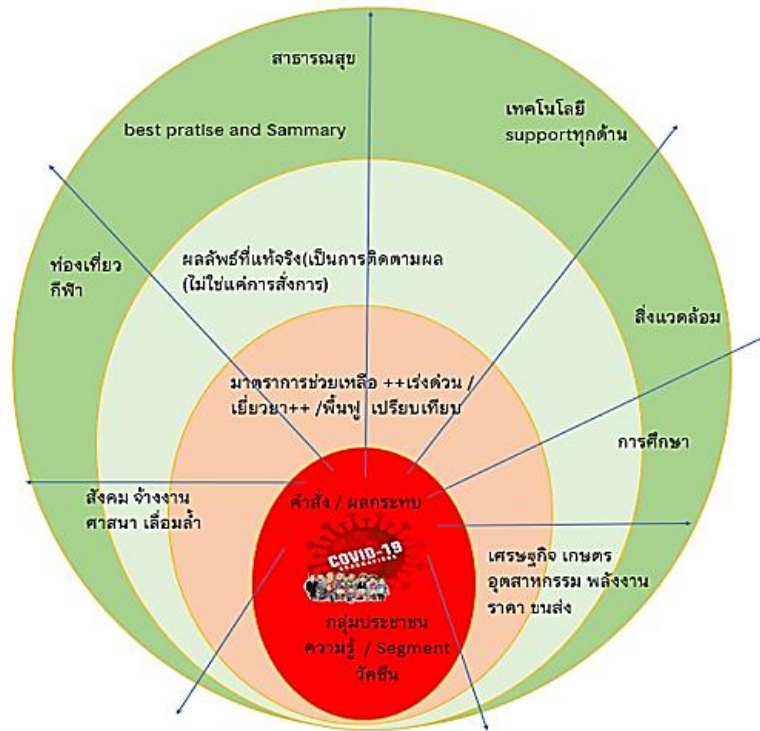 สาธารณสุข
เทคโนโลยี
supportทุกด้าน
best pratise and Sammary
ท่องเที่ยว
กีฬา
ผลลัพธ์ที่แท้จริง(เป็นการติดตามผล
(ไม่ใช่แค่การสั่งการ)
สิ่งแวดล้อม
มาตราการช่วยเหลือ ++เร่งด่วน /
เยี่ยวยา++ /ฟื้นฟู เปรียบเทียบ
การศึกษา
สังคม จ้างงาน
ศาสนา เลื่อมล้ำ
คำสั่ง / ผลกระทบ
COVID-19
เศรษฐกิจ เกษตร
อุตสาหกรรม พลังงาน
ราคา ขนส่ง
กลุ่มประชาชน
ความรู้ / Segment
วัคซีน